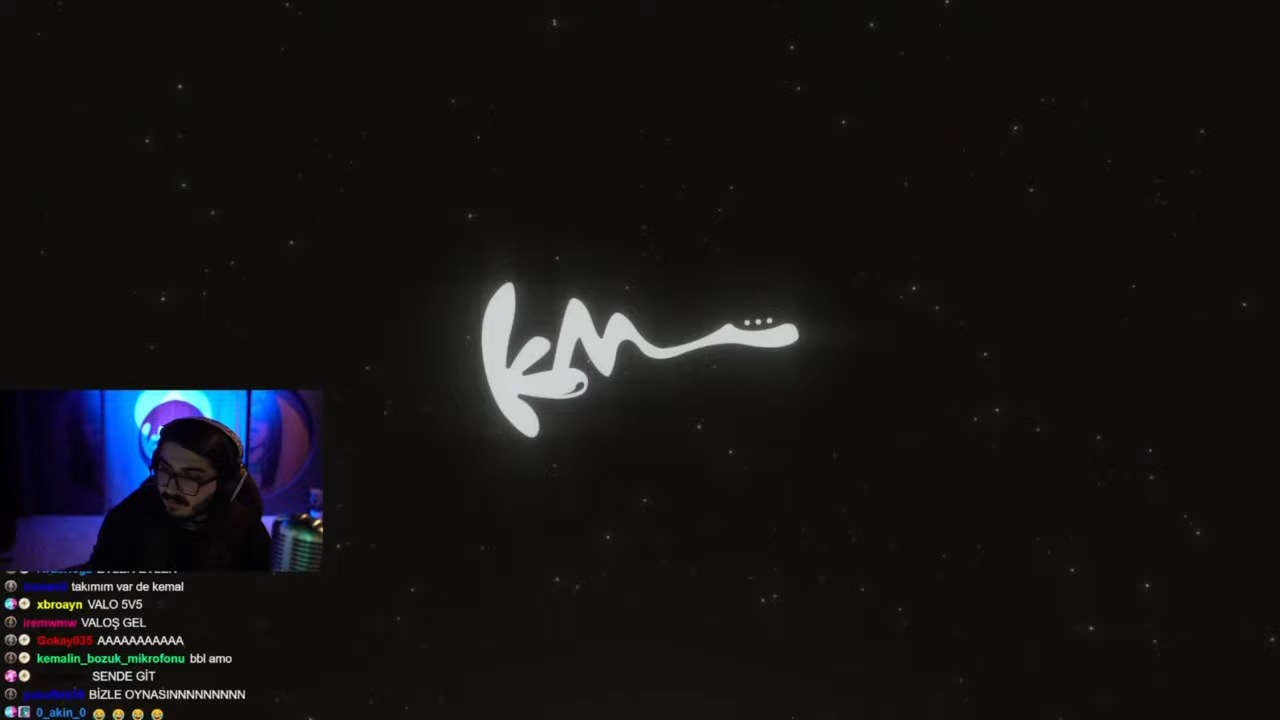 km
takımım var de kemal
xbroayn VALO 5V5
iremwmw VALOŞ GEL
Gokay035 AAAAAAAAAAA
kemalin_bozuk_mikrofonu bbl amo
SENDE GİT
BİZLE OYNASINNNNNNNNN
0_akin_0